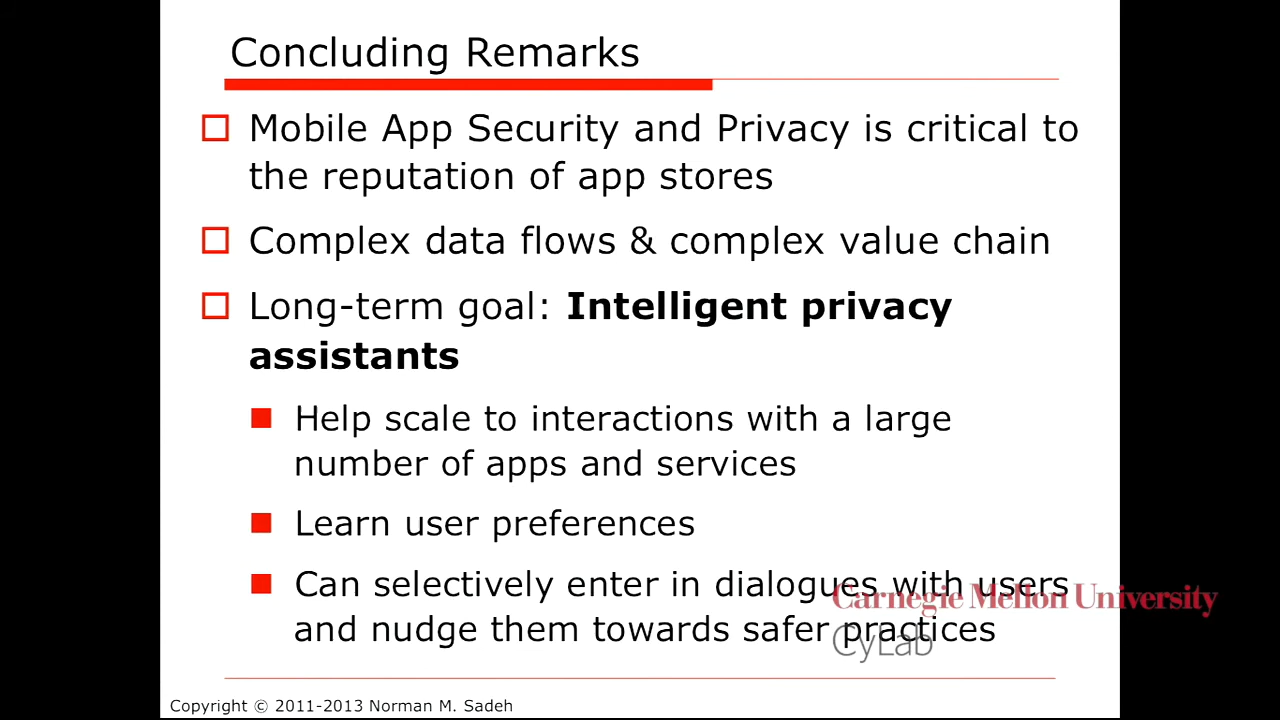 Concluding Remarks
Mobile App Security and Privacy is critical to
the reputation of app stores
Complex data flows & complex value chain
Long-term goal: Intelligent privacy
assistants
Help scale to interactions with a large
number of apps and services
Learn user preferences
Can selectively enter in dialogues with users
and nudge them towards safer practices
Carnegie Mellon University
CyLab
Copyright © 2011-2013 Norman M. Sadeh